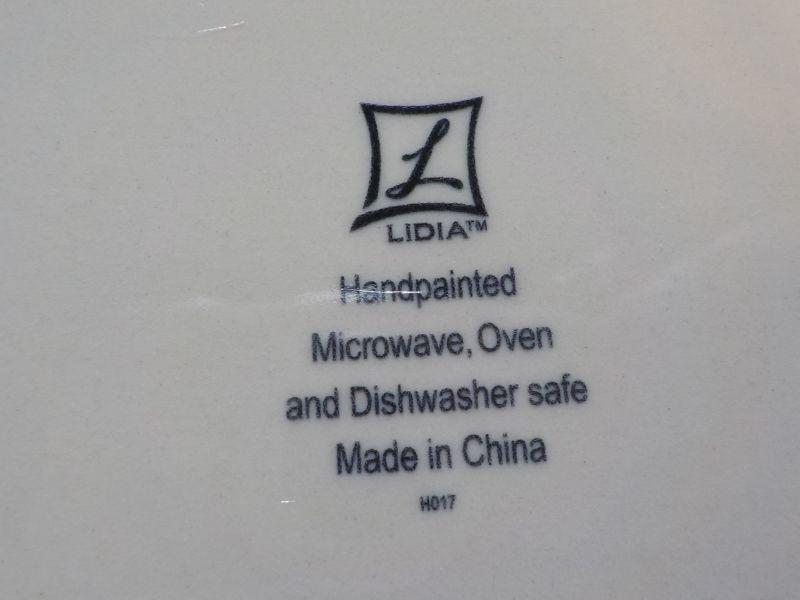 L
LIDIA™
Handpainted
Microwave, Oven
and Dishwasher safe
Made in China
H017